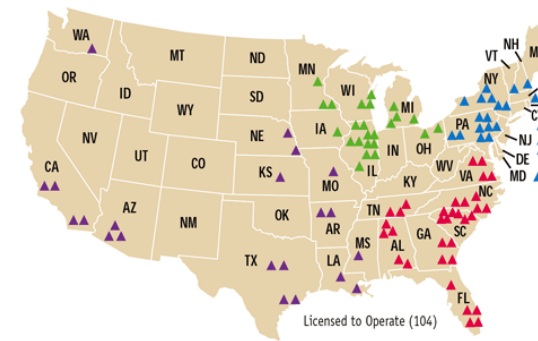 NH
VT
M
WA
MT
ND
MN
WI
MI
NY
OR
ID
SD
WY
C
NV
UT
CO
NE
IA
IL
IN
OH
PA
NJ
DE
MD
CA
KS
MO
KY
WV
VA
AZ
NM
OK
AR
TN
NC
SC
TX
LA
MS
AL
GA
FL
Licensed to Operate (104)